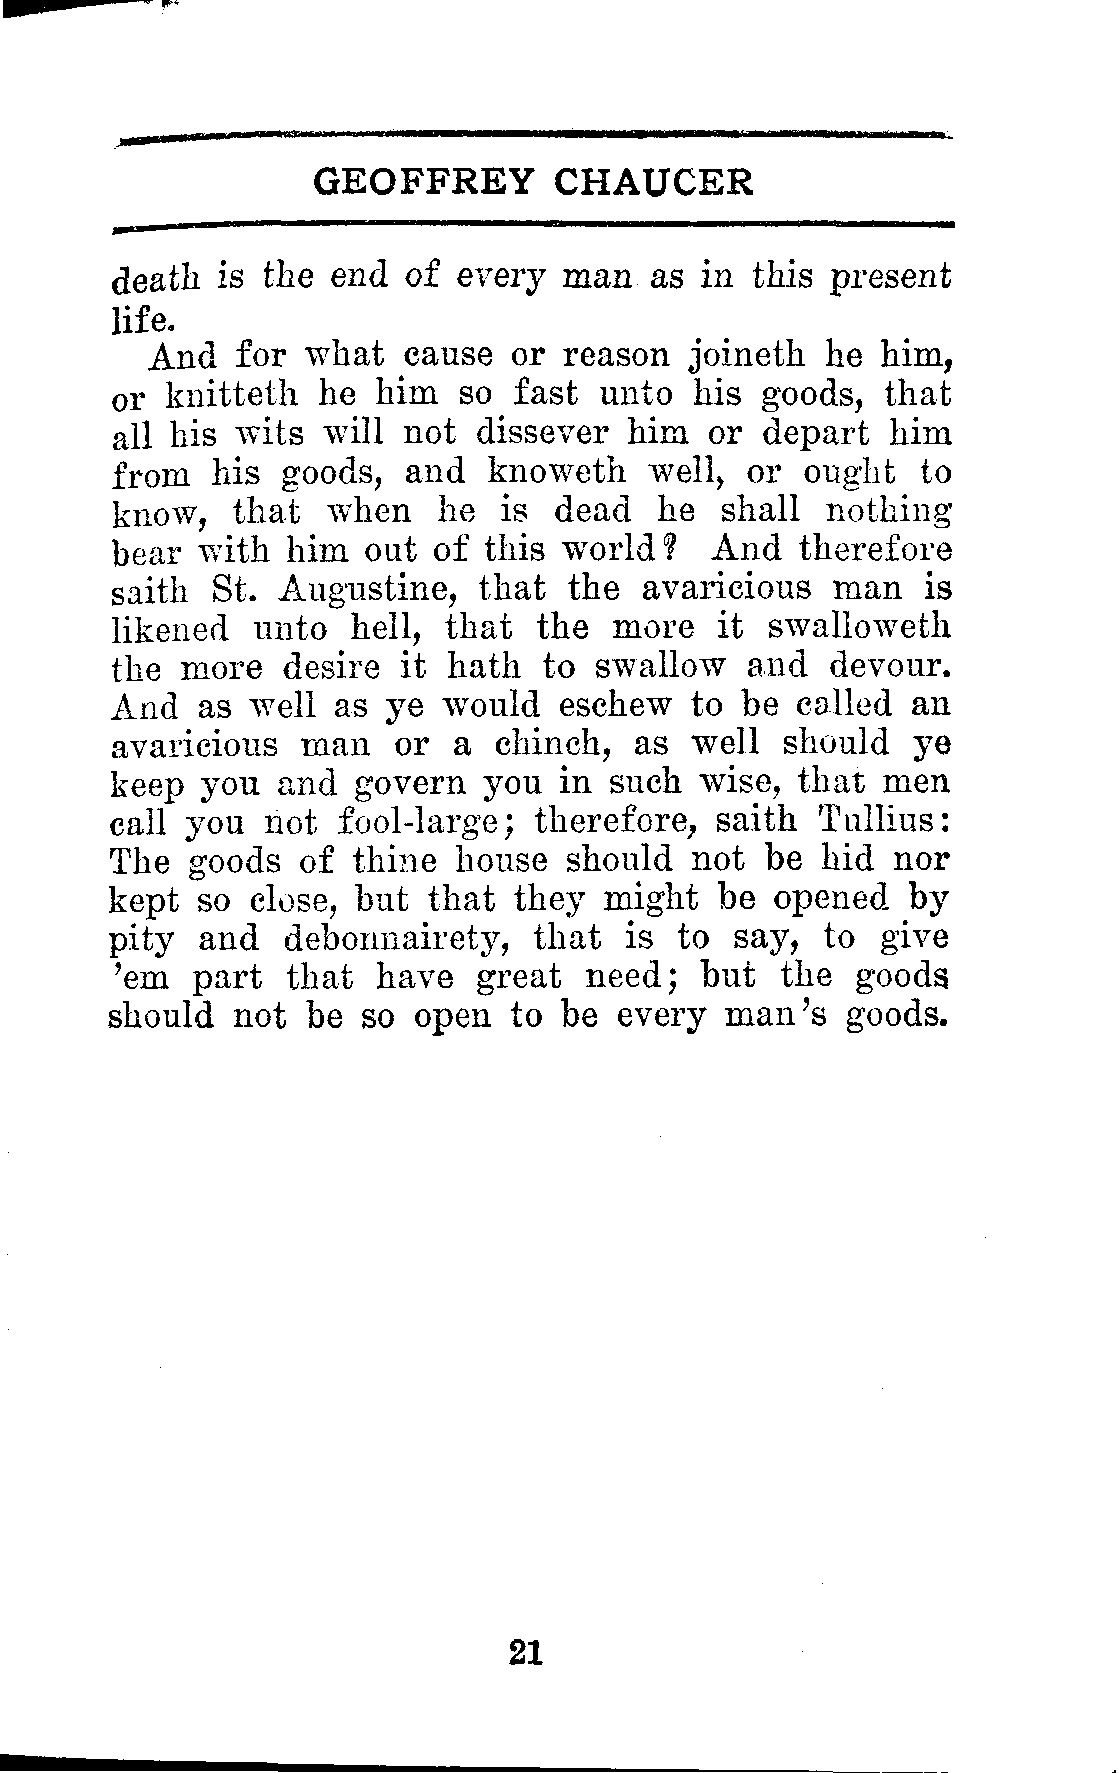 GEOFFREY CHAUCER
death is the end of every man as in this present
life.
And for what cause or reason joineth he him,
or knitteth he him so fast unto his goods, that
all his wits will not dissever him or depart him
from his goods, and knoweth well, or ought to
know, that when he is dead he shall nothing
bear with him out of this world? And therefore
saith St. Augustine, that the avaricious man is
likened unto hell, that the more it swalloweth
the more desire it hath to swallow and devour.
And as well as ye would eschew to be called an
avaricious man or a chinch, as well should ye
keep you and govern you in such wise, that men
call you not fool-large; therefore, saith Tullius:
The goods of thine house should not be hid nor
kept so close, but that they might be opened by
pity and debonnairety, that is to say, to give
'em part that have great need; but the goods
should not be so open to be every man's goods.
21